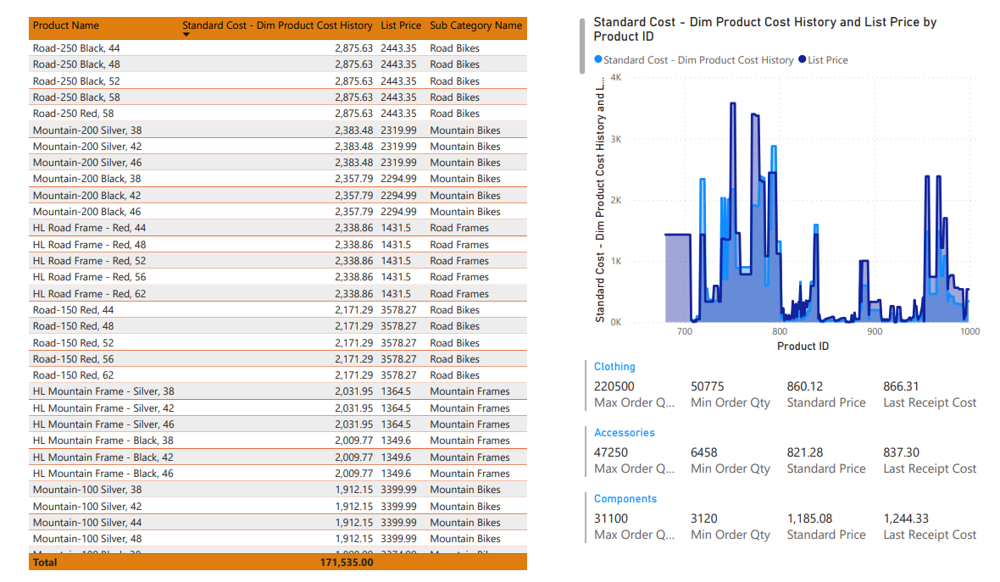 Product Name Standard Cost - Dim Product Cost History List Price Sub Category Name
Road-250 Black, 44 2,875.63 2443.35 Road Bikes
Road-250 Black, 48 2,875.63 2443.35 Road Bikes
Road-250 Black, 52 2,875.63 2443.35 Road Bikes
Road-250 Black, 58 2,875.63 2443.35 Road Bikes
Road-250 Red, 58 2,875.63 2443.35 Road Bikes
Mountain-200 Silver, 38 2,383.48 2319.99 Mountain Bikes
Mountain-200 Silver, 42 2,383.48 2319.99 Mountain Bikes
Mountain-200 Silver, 46 2,383.48 2319.99 Mountain Bikes
Mountain-200 Black, 38 2,357.79 2294.99 Mountain Bikes
Mountain-200 Black, 42 2,357.79 2294.99 Mountain Bikes
Mountain-200 Black, 46 2,357.79 2294.99 Mountain Bikes
HL Road Frame - Red, 44 2,338.86 1431.5 Road Frames
HL Road Frame - Red, 48 2,338.86 1431.5 Road Frames
HL Road Frame - Red, 52 2,338.86 1431.5 Road Frames
HL Road Frame - Red, 56 2,338.86 1431.5 Road Frames
HL Road Frame - Red, 62 2,338.86 1431.5 Road Frames
Road-150 Red, 44 2,171.29 3578.27 Road Bikes
Road-150 Red, 48 2,171.29 3578.27 Road Bikes
Road-150 Red, 52 2,171.29 3578.27 Road Bikes
Road-150 Red, 56 2,171.29 3578.27 Road Bikes
Road-150 Red, 62 2,171.29 3578.27 Road Bikes
HL Mountain Frame - Silver, 38 2,031.95 1364.5 Mountain Frames
HL Mountain Frame - Silver, 42 2,031.95 1364.5 Mountain Frames
HL Mountain Frame - Silver, 46 2,031.95 1364.5 Mountain Frames
HL Mountain Frame - Black, 38 2,009.77 1349.6 Mountain Frames
HL Mountain Frame - Black, 42 2,009.77 1349.6 Mountain Frames
HL Mountain Frame - Black, 46 2,009.77 1349.6 Mountain Frames
Mountain-100 Silver, 38 1,912.15 3399.99 Mountain Bikes
Mountain-100 Silver, 42 1,912.15 3399.99 Mountain Bikes
Mountain-100 Silver, 44 1,912.15 3399.99 Mountain Bikes
Mountain-100 Silver, 48 1,912.15 3399.99 Mountain Bikes
Total 171,535.00
Standard Cost - Dim Product Cost History and List Price by
Product ID
Standard Cost - Dim Product Cost History List Price
Standard Cost - Dim Product Cost History and L...
4K
3K
2K
1K
0K
700 800 900 1000
Product ID
Clothing
220500 50775 860.12 866.31
Max Order Q... Min Order Qty Standard Price Last Receipt Cost
Accessories
47250 6458 821.28 837.30
Max Order Q... Min Order Qty Standard Price Last Receipt Cost
Components
31100 3120 1,185.08 1,244.33
Max Order Q... Min Order Qty Standard Price Last Receipt Cost